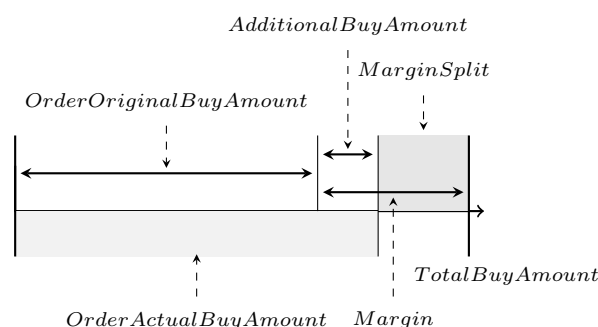 AdditionalBuyAmount
MarginSplit
OrderOriginalBuyAmount
TotalBuyAmount
OrderActualBuyAmount
Margin